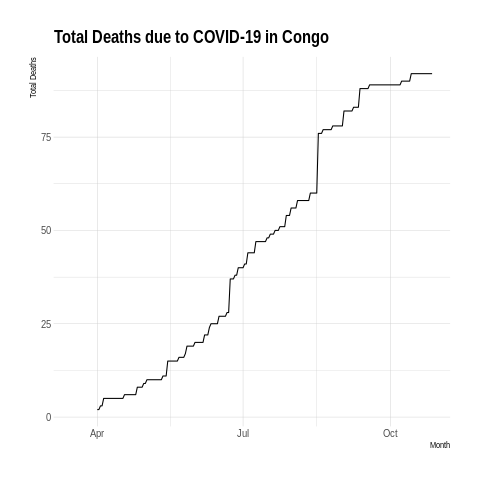 Total Deaths due to COVID-19 in Congo
Total Deaths
75
50
25
0
Apr Jul Oct
Month